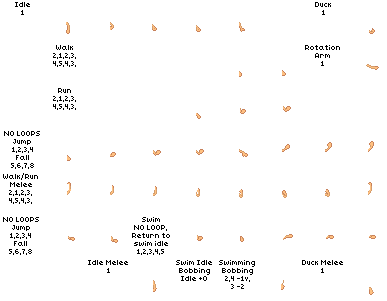 Idle
1
Duck
1
Walk
2,1,2,3,
4,5,4,3,
Rotation
Arm
1
Run
2,1,2,3,
4,5,4,3,
NO LOOPS
Jump
1,2,3,4
Fall
5,6,7,8
Walk/Run
Melee
2,1,2,3,
4,5,4,3,
NO LOOPS
Jump
1,2,3,4
Fall
5,6,7,8
Swim
NO LOOP,
Return to
swim idle
1,2,3,4,5
Idle Melee
1
Swim Idle
Bobbing
Idle +0
Swimming
Bobbing
2,4 -1v,
3 -2
Duck Melee
1